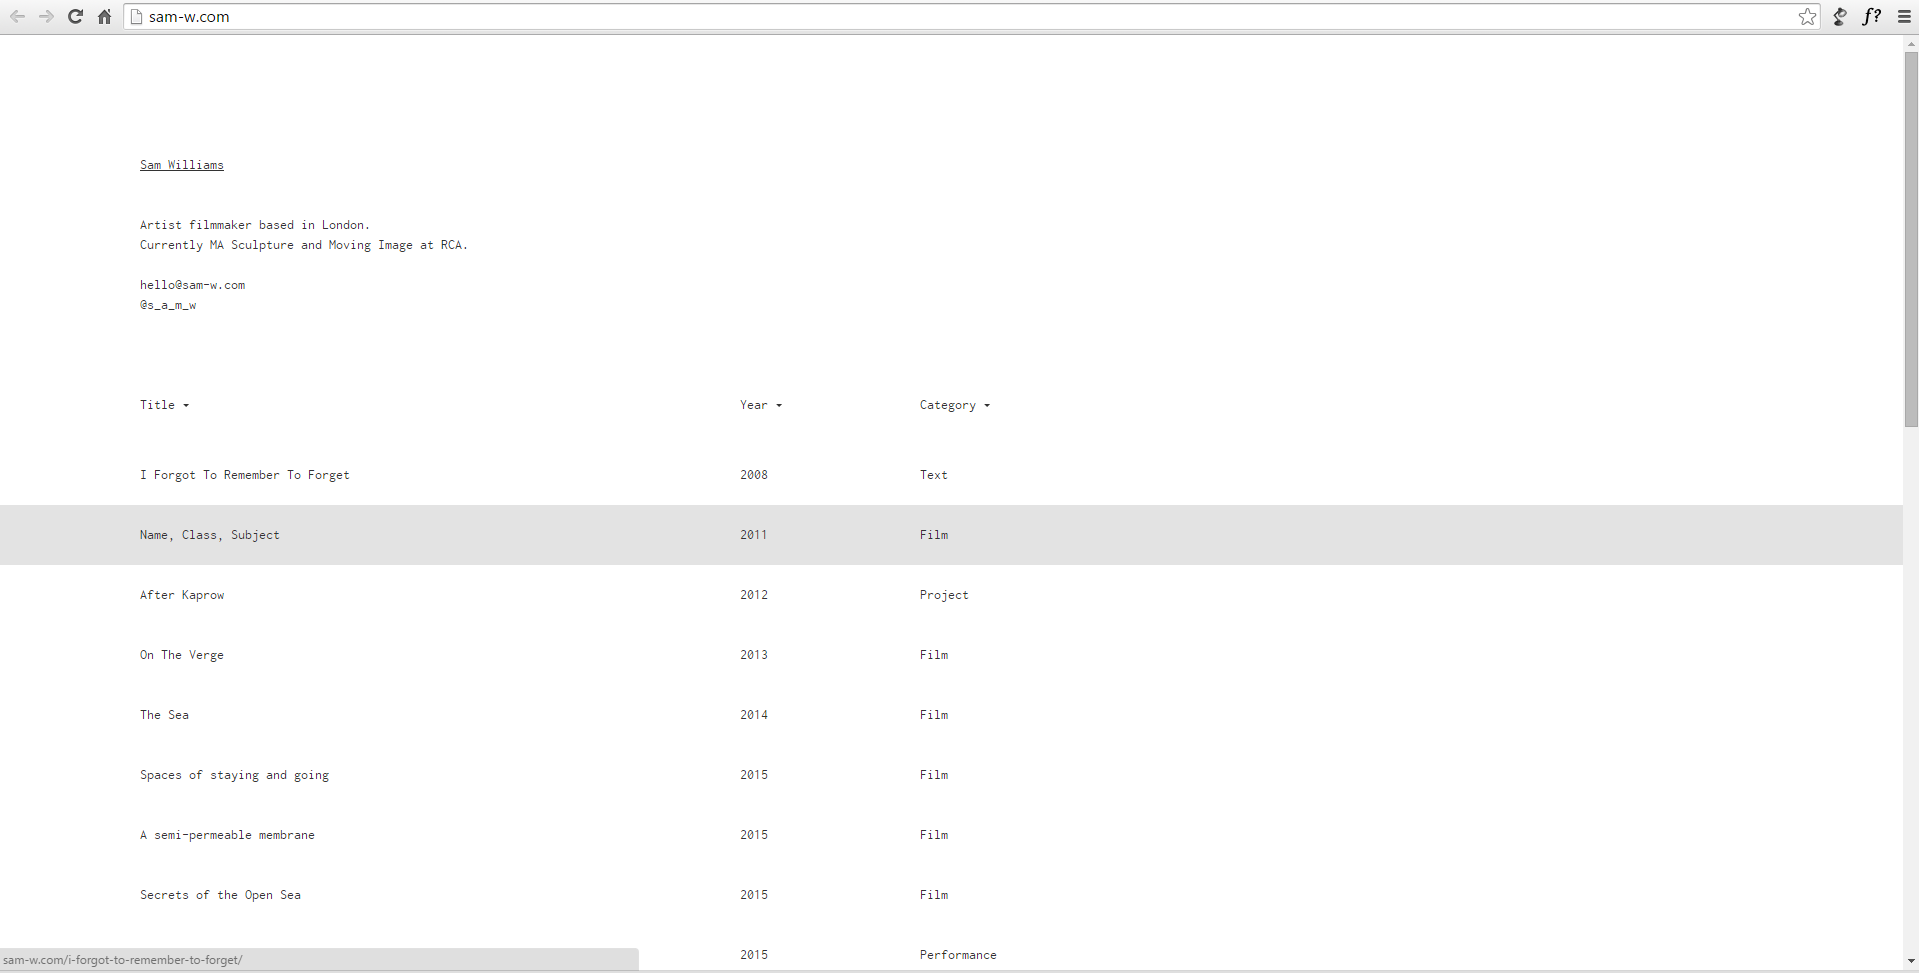 sam-w.com
f?
Sam Williams
Artist filmmaker based in London.
Currently MA Sculpture and Moving Image at RCA.
hello@sam-w.com
@s_a_m_w
Title Year Category
I Forgot To Remember To Forget 2008 Text
Name, Class, Subject 2011 Film
After Kaprow 2012 Project
On The Verge 2013 Film
The Sea 2014 Film
Spaces of staying and going 2015 Film
A semi-permeable membrane 2015 Film
Secrets of the Open Sea 2015 Film
2015 Performance
sam-w.com/i-forgot-to-remember-to-forget/